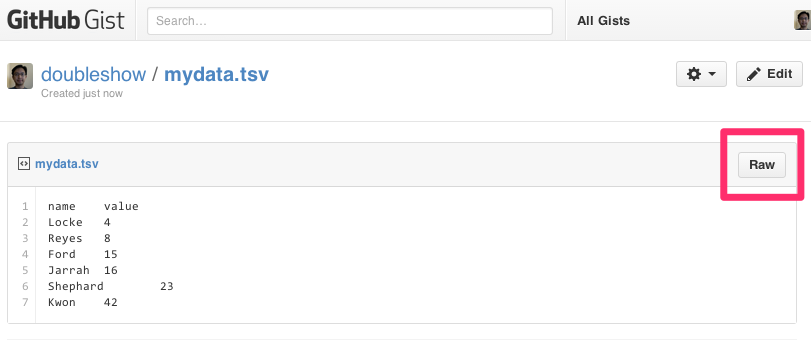 GitHub Gist Search... All Gists
doubleshow / mydata.tsv Edit
Created just now
mydata.tsv Raw
1 name value
2 Locke 4
3 Reyes 8
4 Ford 15
5 Jarrah 16
6 Shephard 23
7 Kwon 42